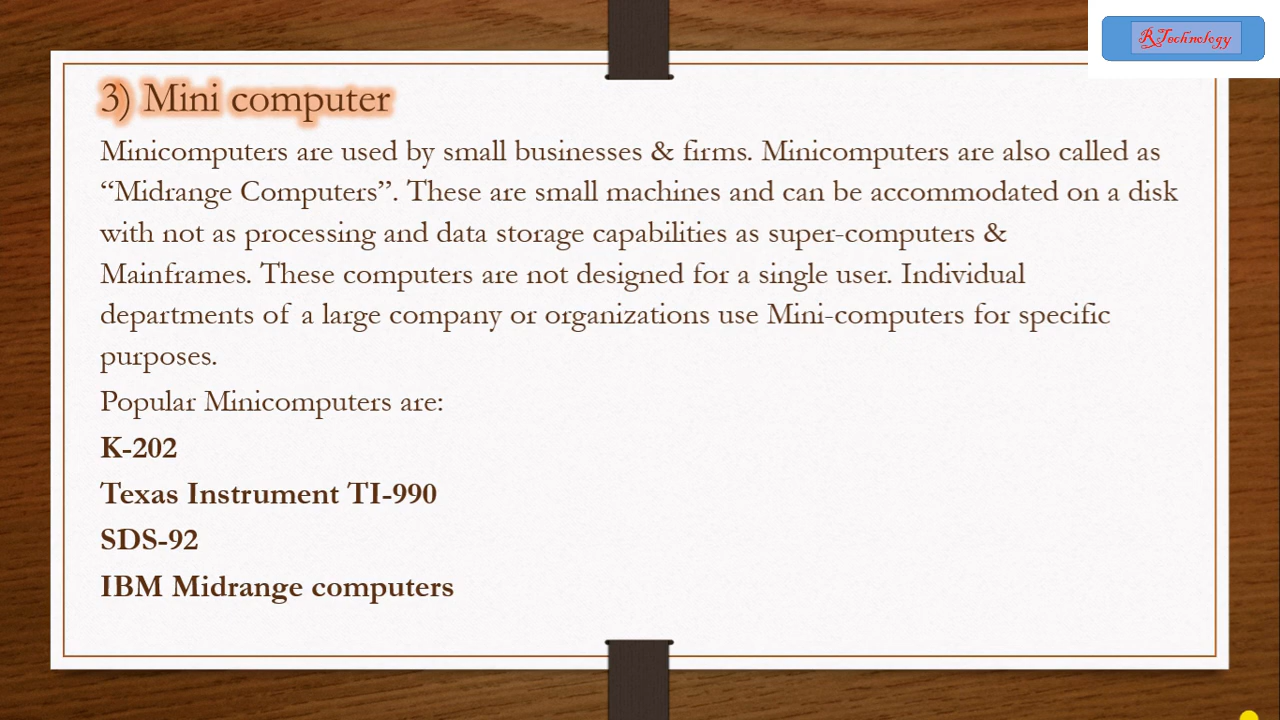 RTechnology
3) Mini computer
Minicomputers are used by small businesses & firms. Minicomputers are also called as
“Midrange Computers”. These are small machines and can be accommodated on a disk
with not as processing and data storage capabilities as super-computers &
Mainframes. These computers are not designed for a single user. Individual
departments of a large company or organizations use Mini-computers for specific
purposes.
Popular Minicomputers are:
K-202
Texas Instrument TI-990
SDS-92
IBM Midrange computers